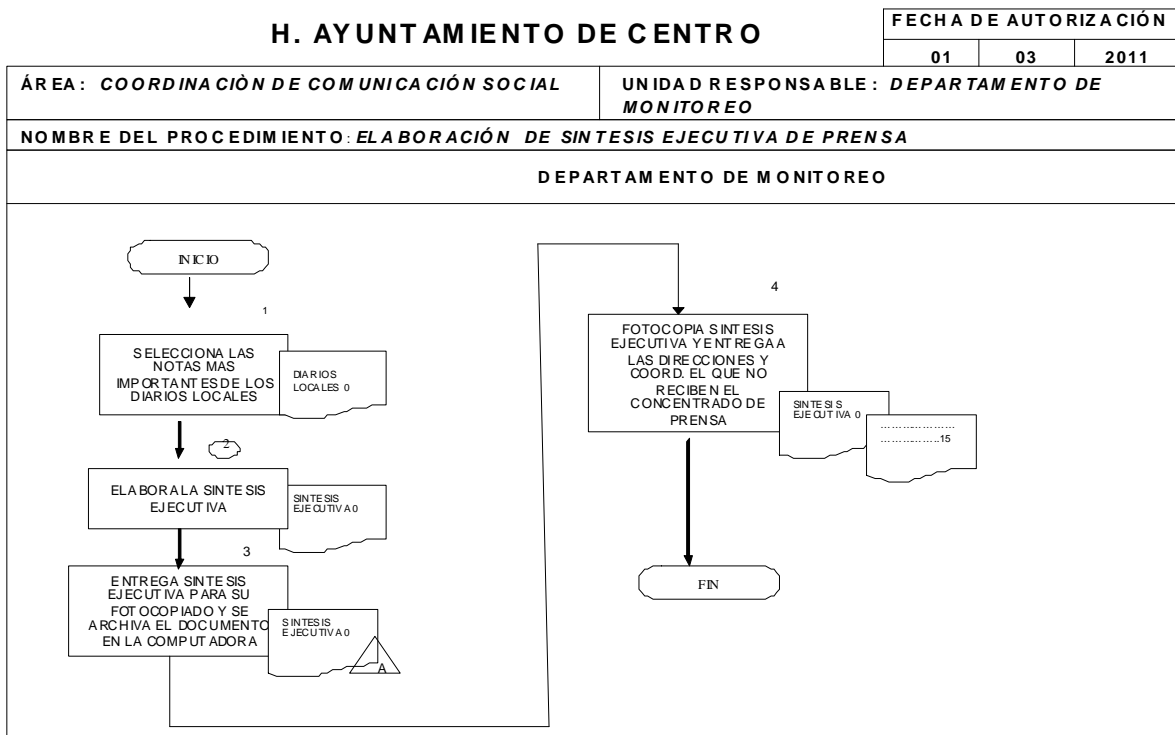 H. AYUNTAMIENTO DE CENTRO
FECHA DE AUTORIZACIÓN
01 03 2011
ÁREA: COORDINACIÒN DE COMUNICACIÓN SOCIAL
UNIDAD RESPONSABLE: DEPARTAMENTO DE
MONITOREO
NOMBRE DEL PROCEDIMIENTO: ELABORACIÓN DE SINTESIS EJECUTIVA DE PRENSA
DEPARTAMENTO DE MONITOREO
INICIO
1
SELECCIONA LAS
NOTAS MAS
IMPORTANTES DE LOS
DIARIOS LOCALES
DIARIOS
LOCALES 0
2
ELABORA LA SINTESIS
EJECUTIVA
SINTESIS
EJECUTIVA 0
3
ENTREGA SINTESIS
EJECUTIVA PARA SU
FOTOCOPIADO Y SE
ARCHIVA EL DOCUMENTO
EN LA COMPUTADORA
SINTESIS
EJECUTIVA 0
A
4
FOTOCOPIA SINTESIS
EJECUTIVA Y ENTREGA A
LAS DIRECCIONES Y
COORD. EL QUE NO
RECIBEN EL
CONCENTRADO DE
PRENSA
SINTESIS
EJECUTIVA 0
…………………
……………..15
FIN